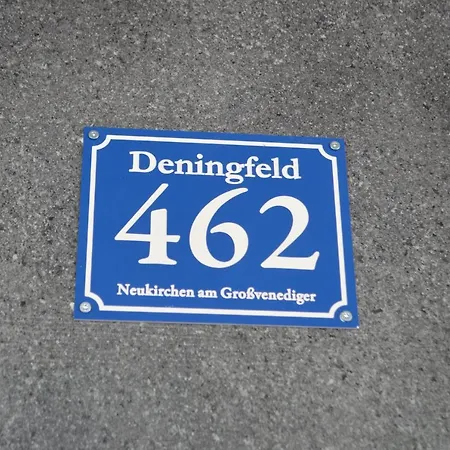 Deningfeld
462
Neukirchen am Großvenediger